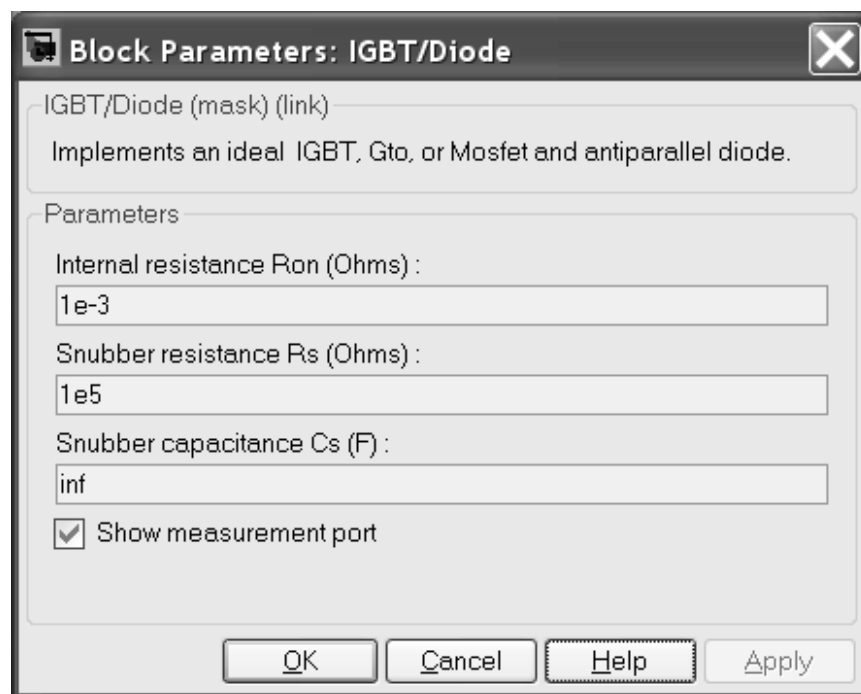 Block Parameters: IGBT/Diode
IGBT/Diode (mask) (link)
Implements an ideal IGBT, Gto, or Mosfet and antiparallel diode.
Parameters
Internal resistance Ron (Ohms) :
1e-3
Snubber resistance Rs (Ohms) :
1e5
Snubber capacitance Cs (F) :
inf
Show measurement port
OK Cancel Help Apply